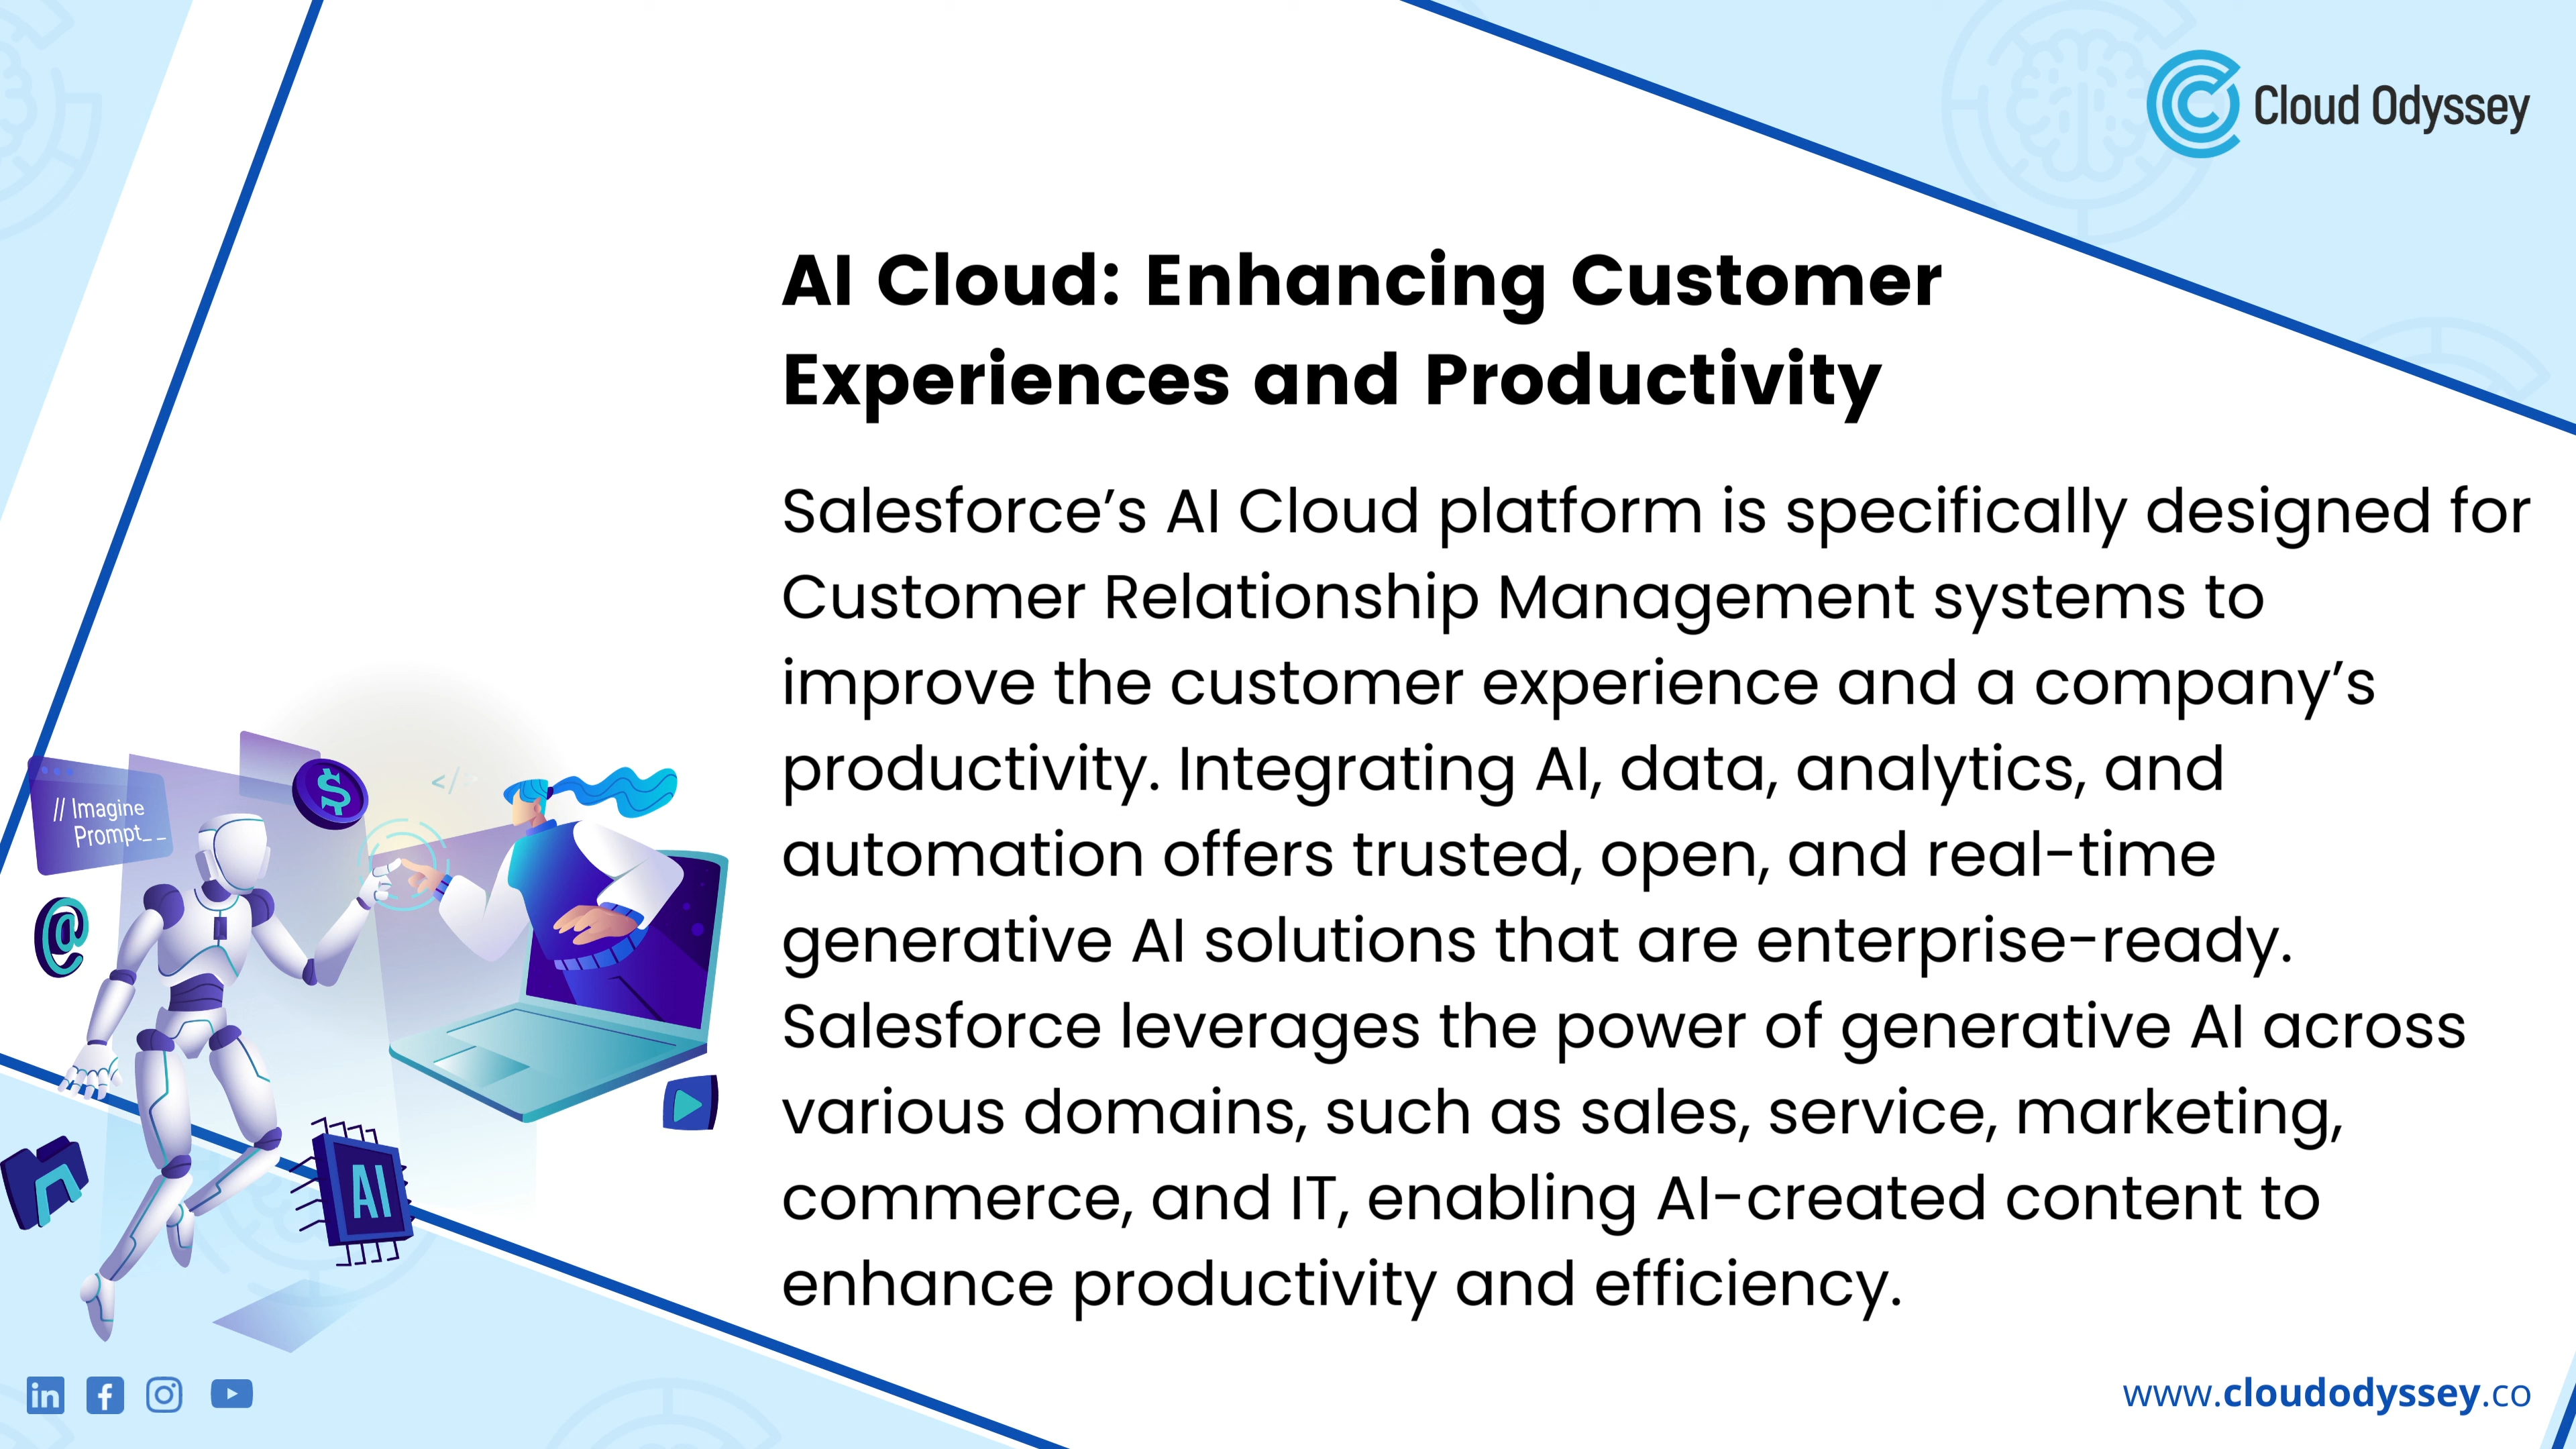 Cloud Odyssey
AI Cloud: Enhancing Customer
Experiences and Productivity
Salesforce’s AI Cloud platform is specifically designed for
Customer Relationship Management systems to
improve the customer experience and a company’s
productivity. Integrating AI, data, analytics, and
automation offers trusted, open, and real-time
generative AI solutions that are enterprise-ready.
Salesforce leverages the power of generative AI across
various domains, such as sales, service, marketing,
commerce, and IT, enabling AI-created content to
enhance productivity and efficiency.
// Imagine
Prompt_ _
$
</>
@
AI
in f
www.cloudodyssey.co